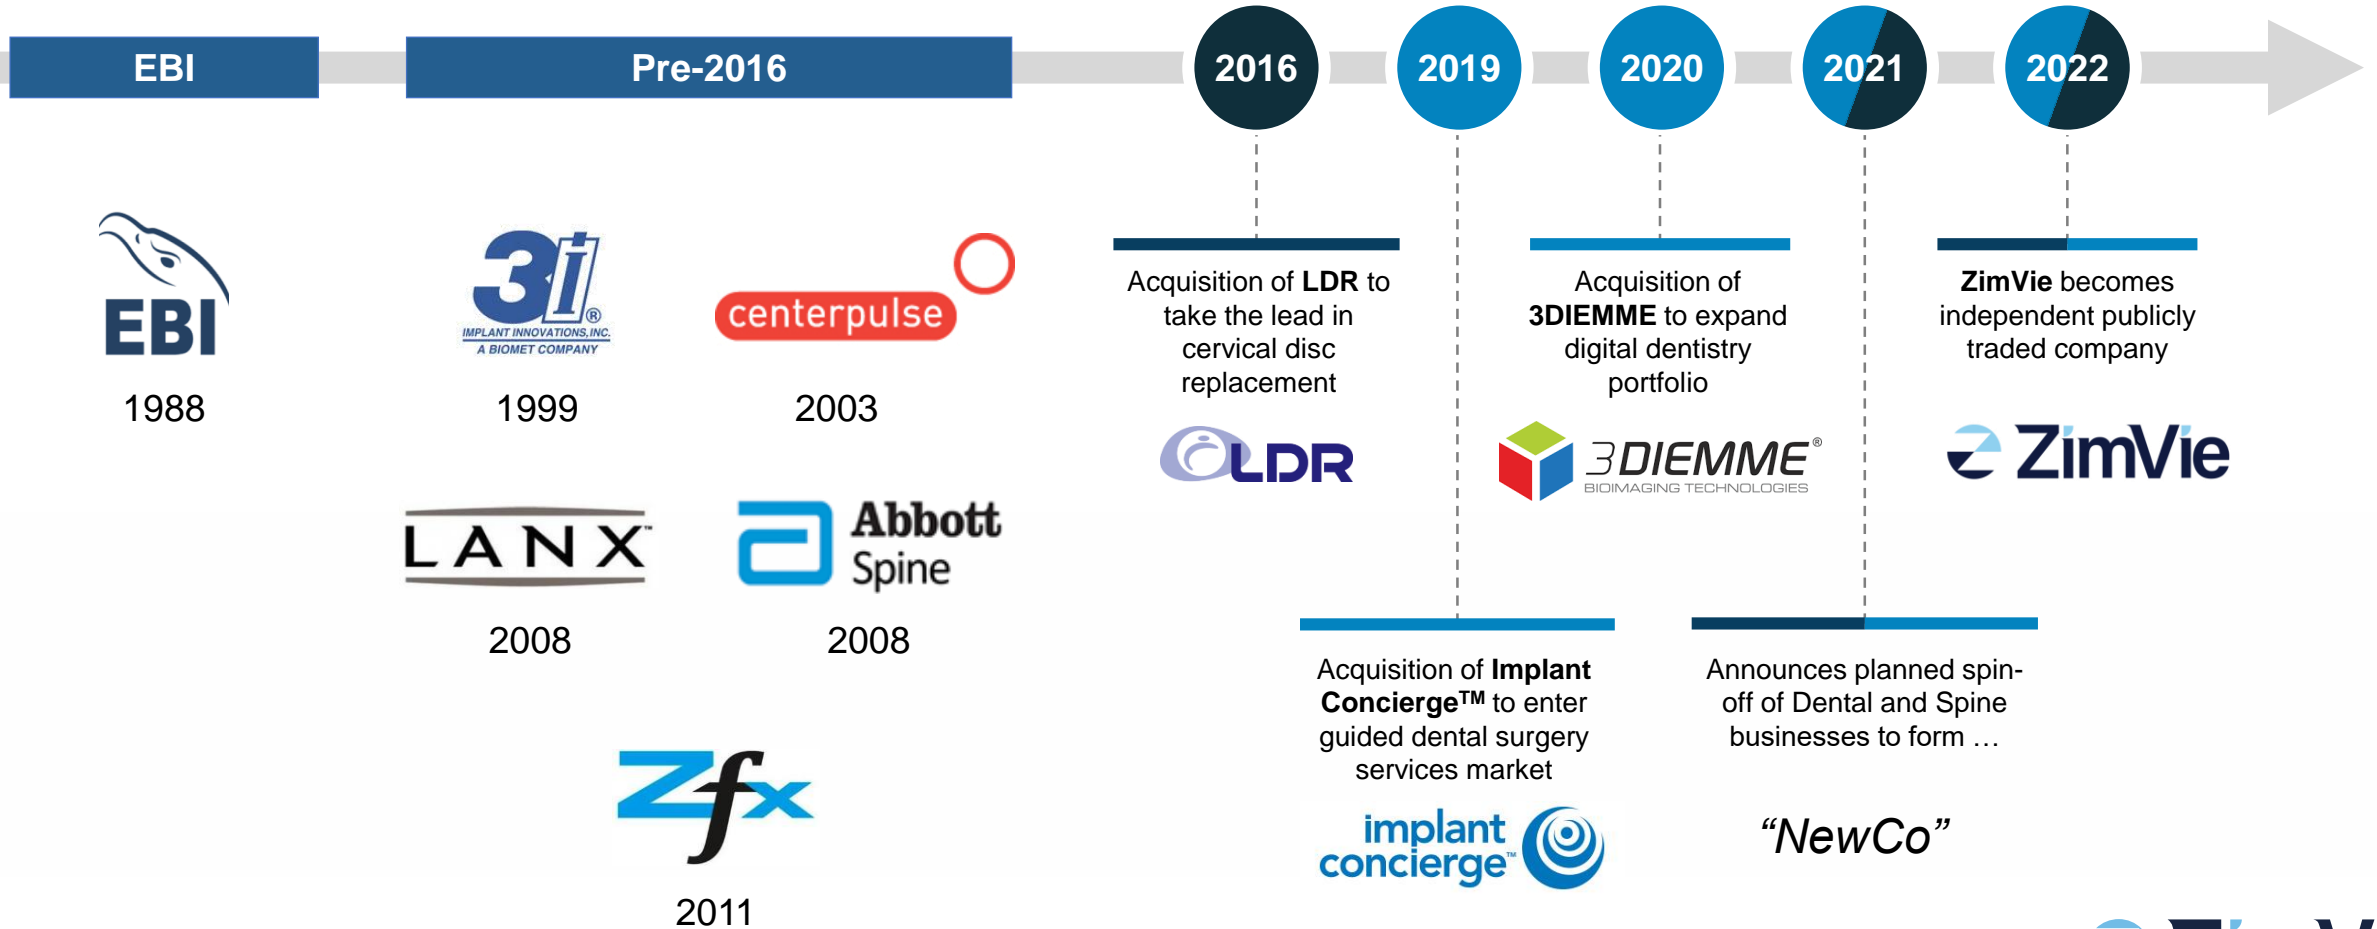 EBI
Pre-2016
2016
2019
2020
2021
2022
EBI
1988
3i®
IMPLANT INNOVATIONS, INC.
A BIOMET COMPANY
1999
centerpulse
2003
LANX™
2008
Abbott
Spine
2008
Zfx
2011
Acquisition of LDR to
take the lead in
cervical disc
replacement
LDR
Acquisition of Implant
Concierge™ to enter
guided dental surgery
services market
implant
concierge™
Acquisition of
3DIEMME to expand
digital dentistry
portfolio
3DIEMME®
BIOIMAGING TECHNOLOGIES
Announces planned spin-
off of Dental and Spine
businesses to form …
“NewCo”
ZimVie becomes
independent publicly
traded company
ZimVie